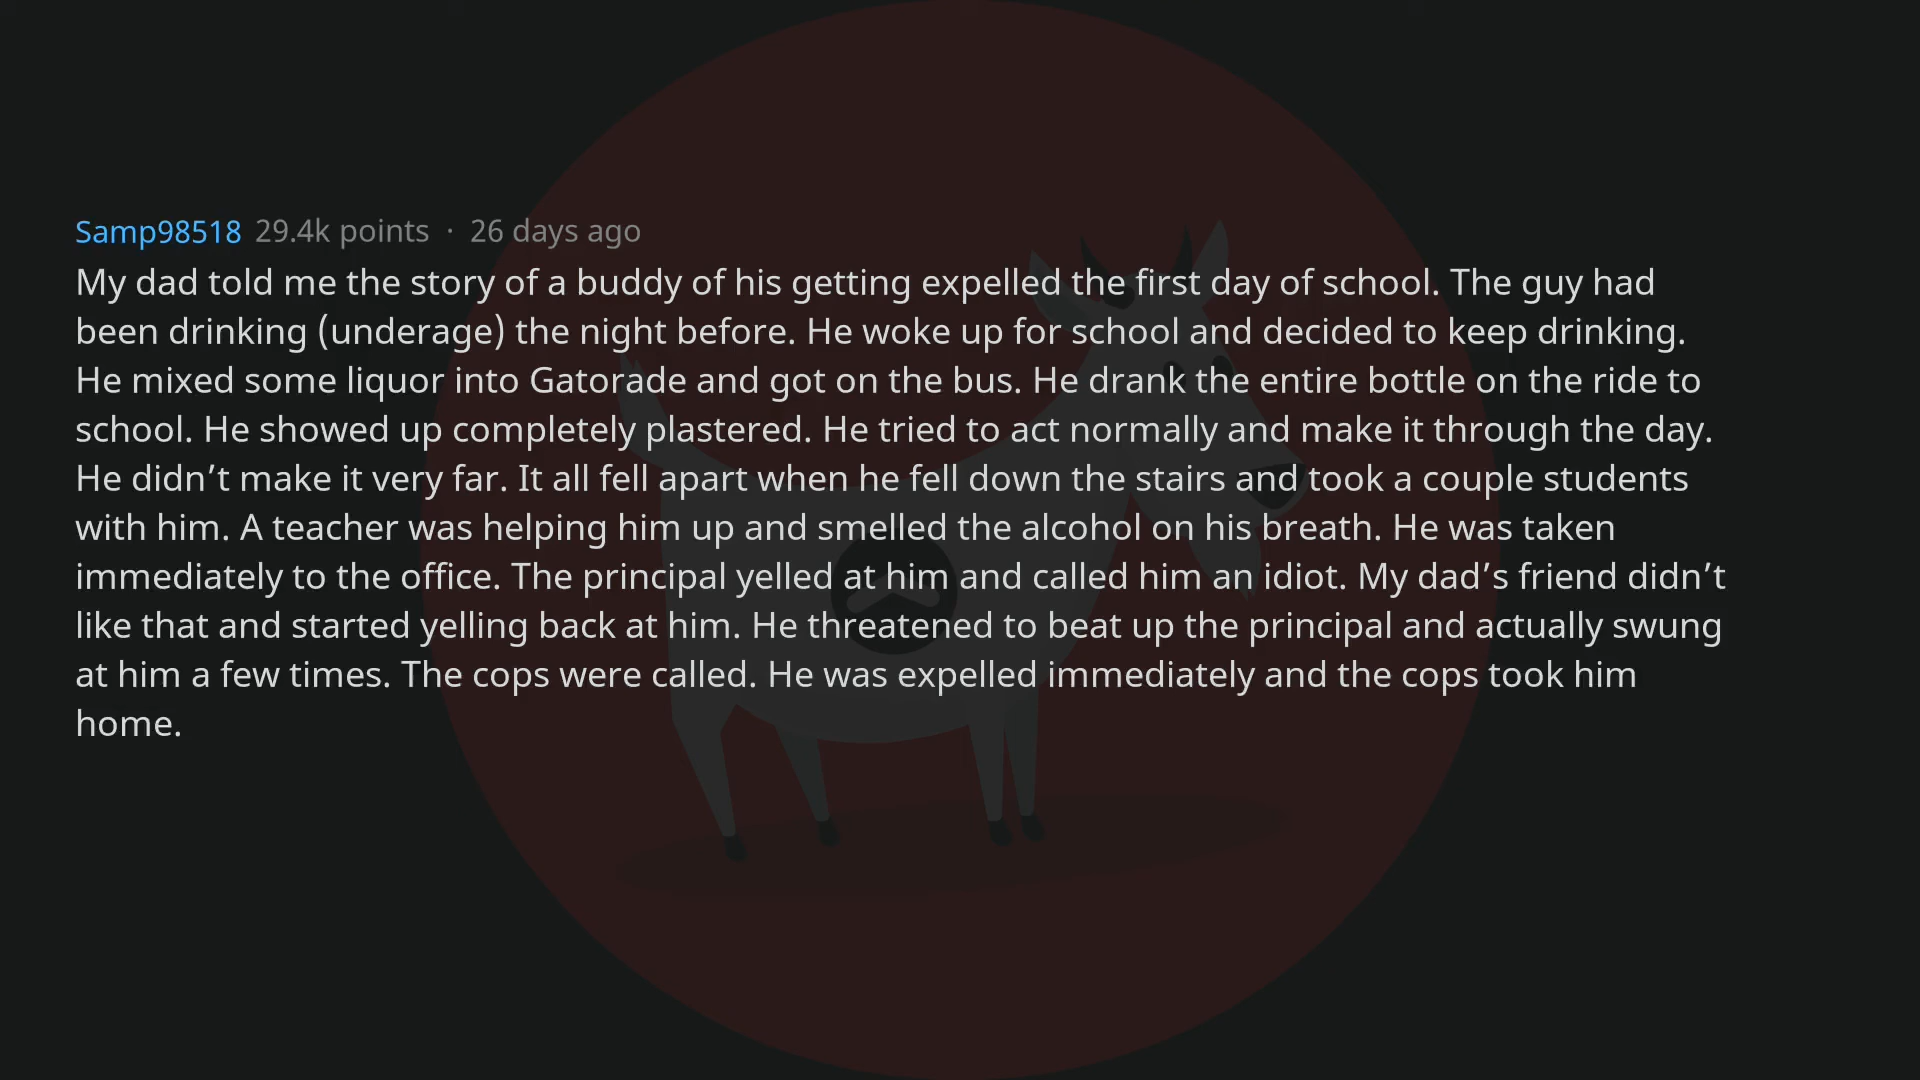 Samp98518 29.4k points · 26 days ago
My dad told me the story of a buddy of his getting expelled the first day of school. The guy had
been drinking (underage) the night before. He woke up for school and decided to keep drinking.
He mixed some liquor into Gatorade and got on the bus. He drank the entire bottle on the ride to
school. He showed up completely plastered. He tried to act normally and make it through the day.
He didn’t make it very far. It all fell apart when he fell down the stairs and took a couple students
with him. A teacher was helping him up and smelled the alcohol on his breath. He was taken
immediately to the office. The principal yelled at him and called him an idiot. My dad’s friend didn’t
like that and started yelling back at him. He threatened to beat up the principal and actually swung
at him a few times. The cops were called. He was expelled immediately and the cops took him
home.